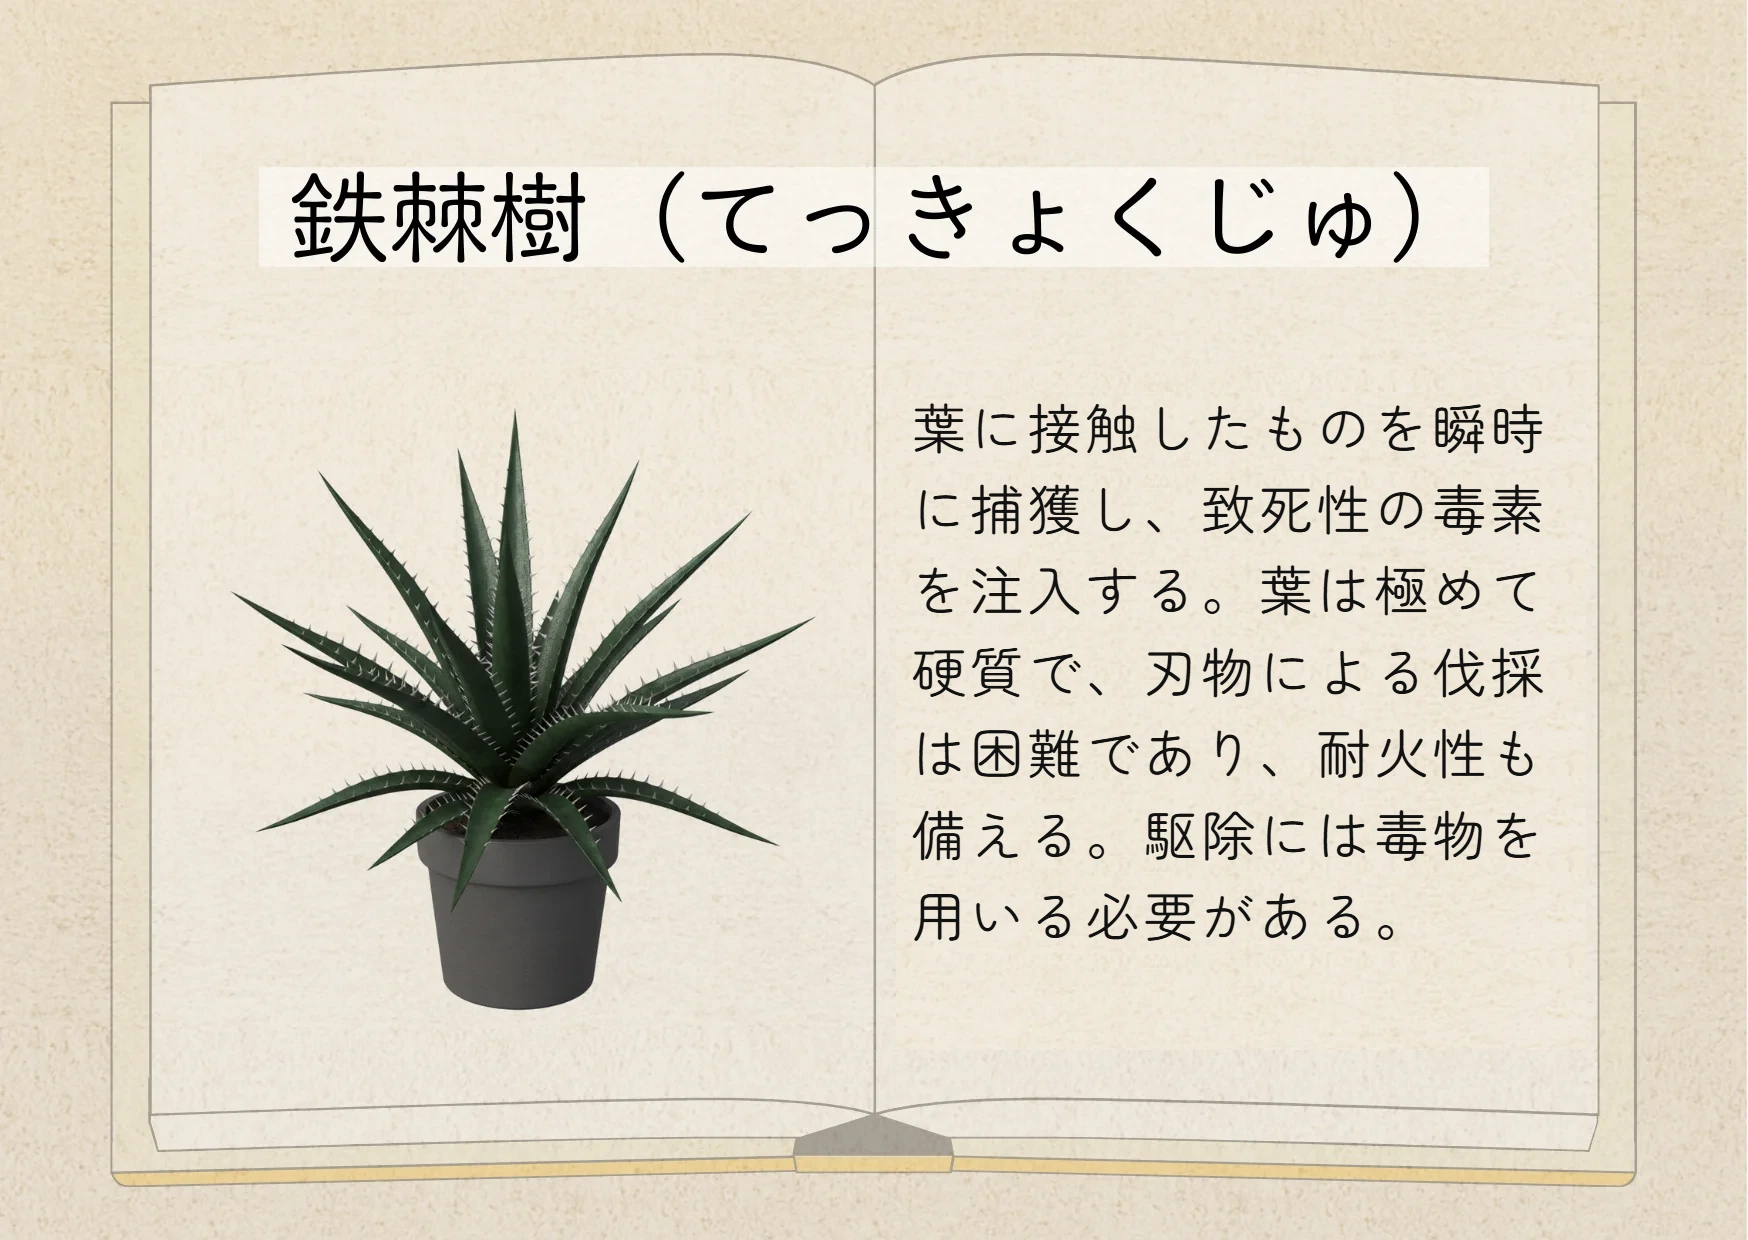 鉄棘樹（てっきょくじゅ）
葉に接触したものを瞬時
に捕獲し、致死性の毒素
を注入する。葉は極めて
硬質で、刃物による伐採
は困難であり、耐火性も
備える。駆除には毒物を
用いる必要がある。